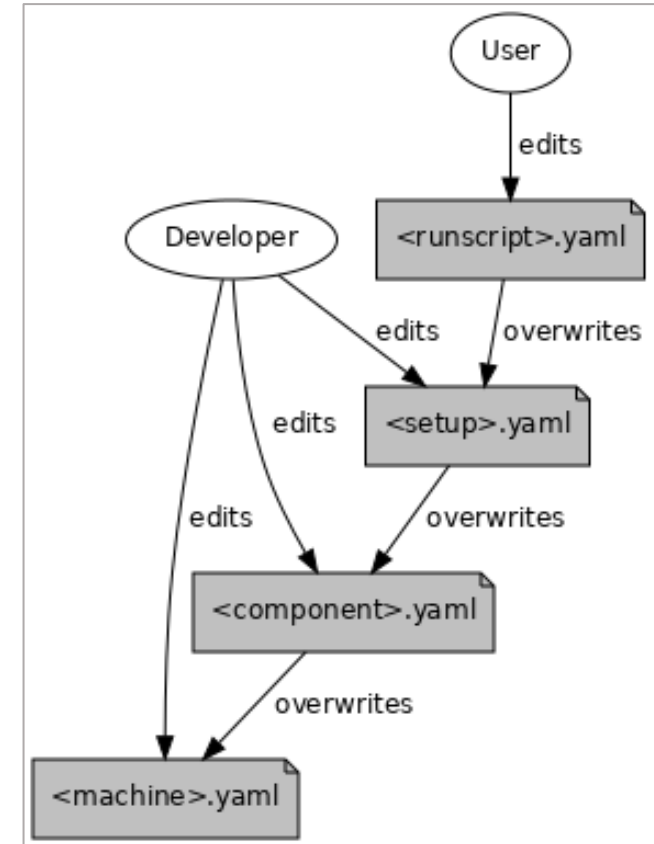 User
edits
<runscript>.yaml
Developer
edits
overwrites
<setup>.yaml
edits
edits
overwrites
<component>.yaml
overwrites
<machine>.yaml